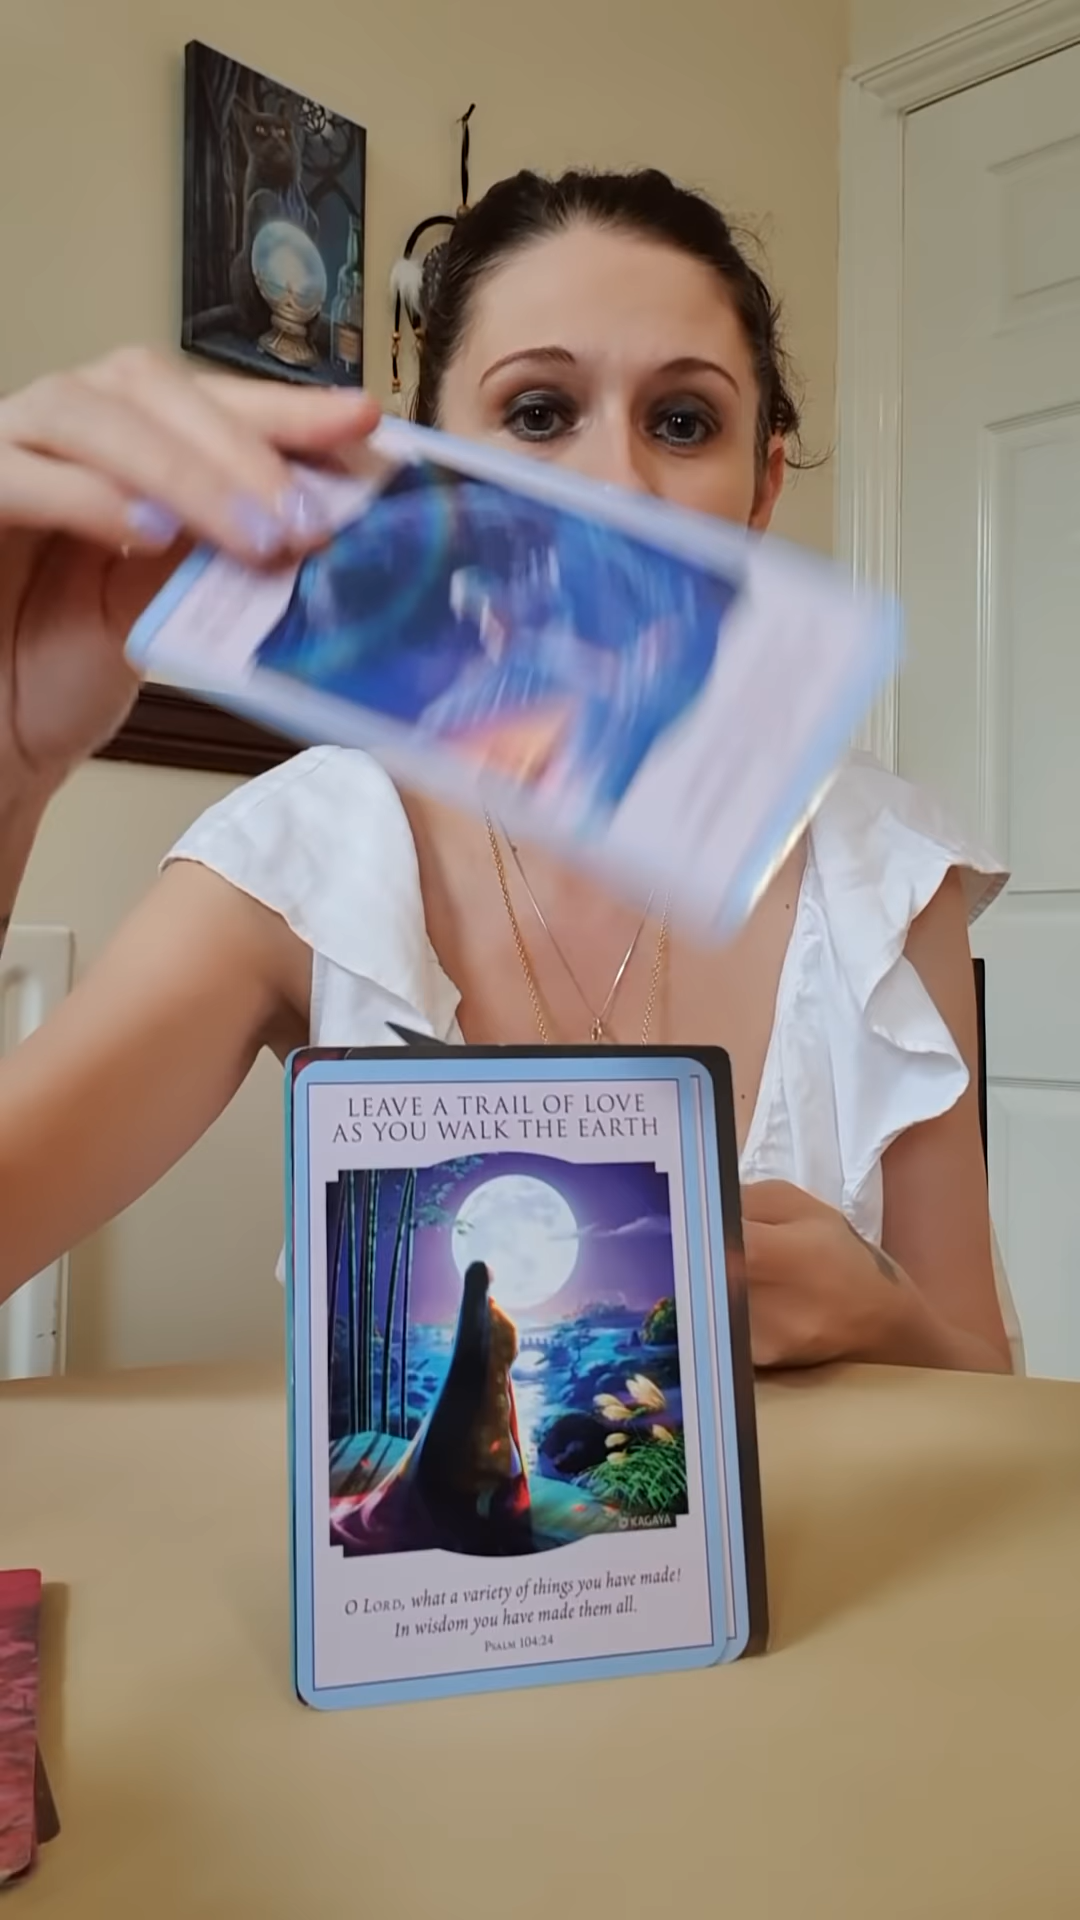 LEAVE A TRAIL OF LOVE
AS YOU WALK THE EARTH
© KAGAYA
O LORD, what a variety of things you have made!
In wisdom you have made them all.
PSALM 104:24